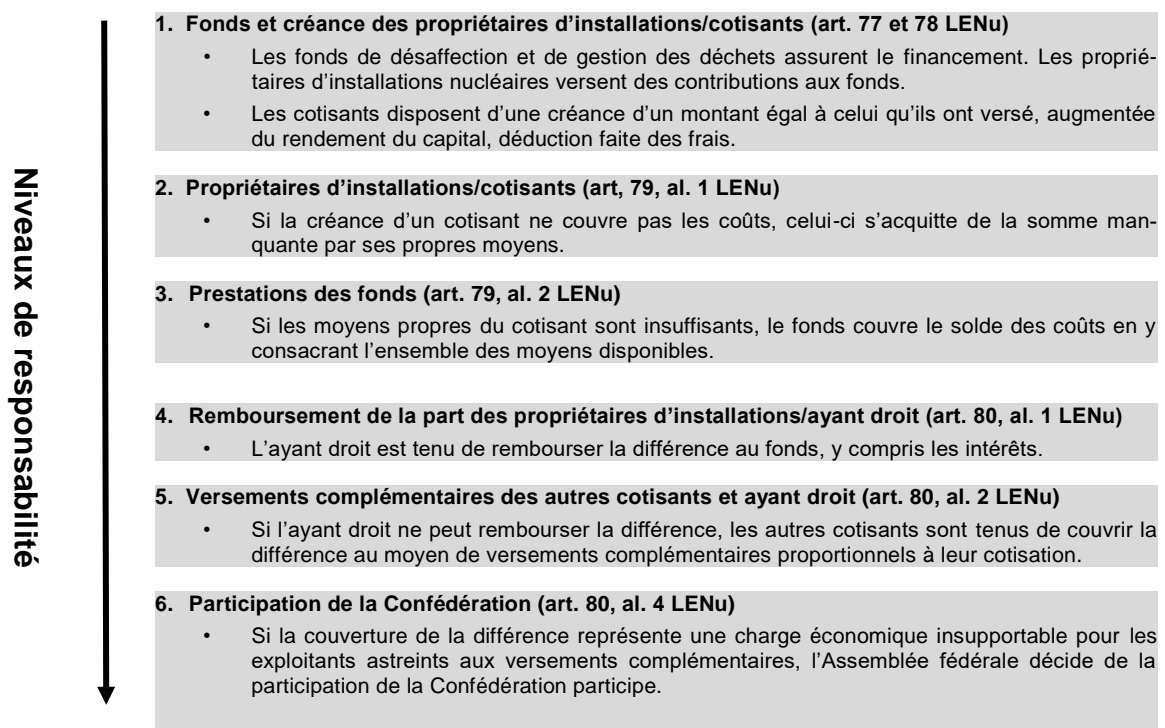 Niveaux de responsabilité
1. Fonds et créance des propriétaires d’installations/cotisants (art. 77 et 78 LENu)
• Les fonds de désaffection et de gestion des déchets assurent le financement. Les proprié-
taires d’installations nucléaires versent des contributions aux fonds.
• Les cotisants disposent d’une créance d’un montant égal à celui qu’ils ont versé, augmentée
du rendement du capital, déduction faite des frais.
2. Propriétaires d’installations/cotisants (art, 79, al. 1 LENu)
• Si la créance d’un cotisant ne couvre pas les coûts, celui-ci s’acquitte de la somme man-
quante par ses propres moyens.
3. Prestations des fonds (art. 79, al. 2 LENu)
• Si les moyens propres du cotisant sont insuffisants, le fonds couvre le solde des coûts en y
consacrant l’ensemble des moyens disponibles.
4. Remboursement de la part des propriétaires d’installations/ayant droit (art. 80, al. 1 LENu)
• L’ayant droit est tenu de rembourser la différence au fonds, y compris les intérêts.
5. Versements complémentaires des autres cotisants et ayant droit (art. 80, al. 2 LENu)
• Si l’ayant droit ne peut rembourser la différence, les autres cotisants sont tenus de couvrir la
différence au moyen de versements complémentaires proportionnels à leur cotisation.
6. Participation de la Confédération (art. 80, al. 4 LENu)
• Si la couverture de la différence représente une charge économique insupportable pour les
exploitants astreints aux versements complémentaires, l’Assemblée fédérale décide de la
participation de la Confédération participe.